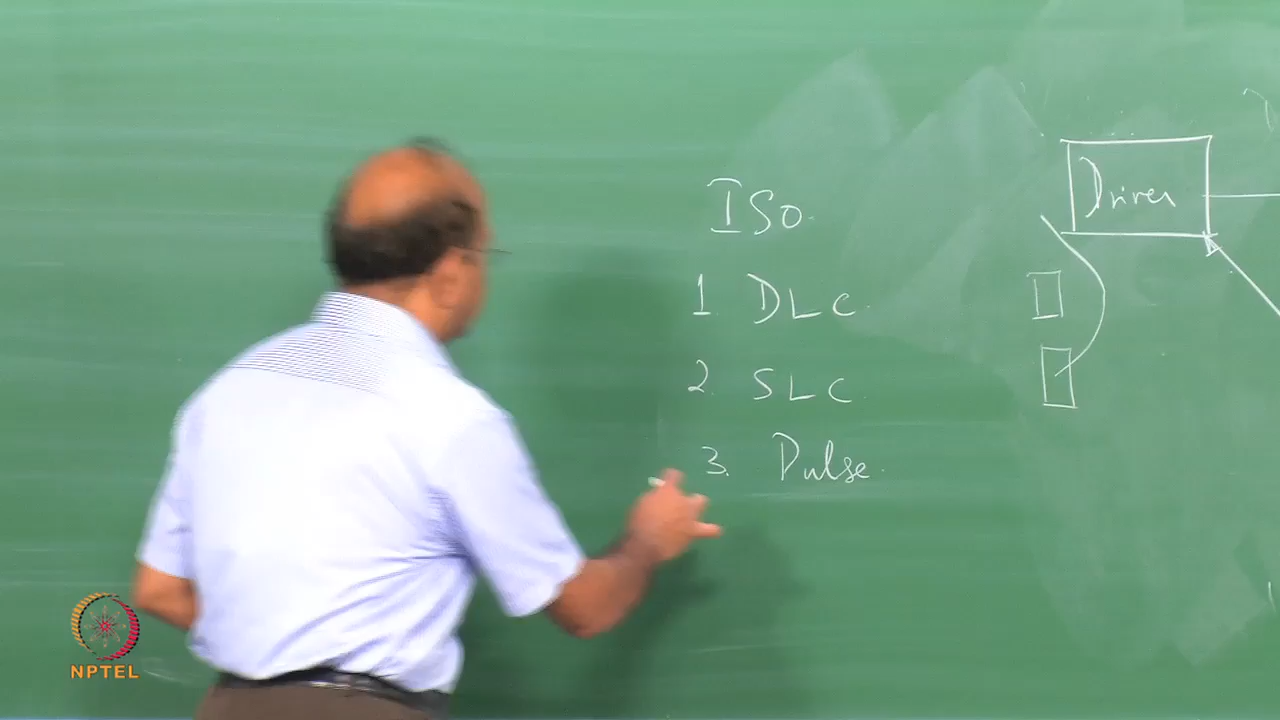 ISO
1. DLC
2. SLC
3. Pulse
Driver
NPTEL